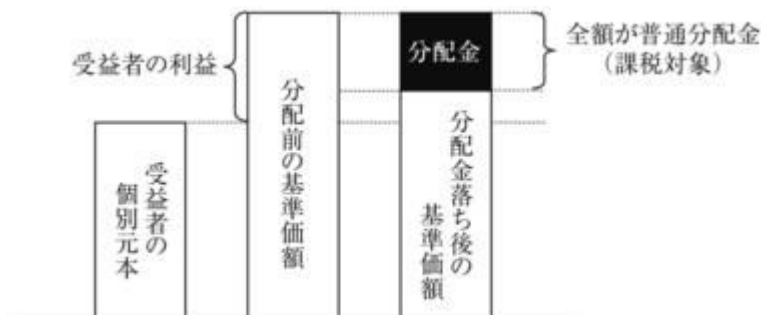 受益者の利益
分配金
全額が普通分配金
（課税対象）
受益者の
個別元本
分配前の基準価額
分配金落ち後の
基準価額